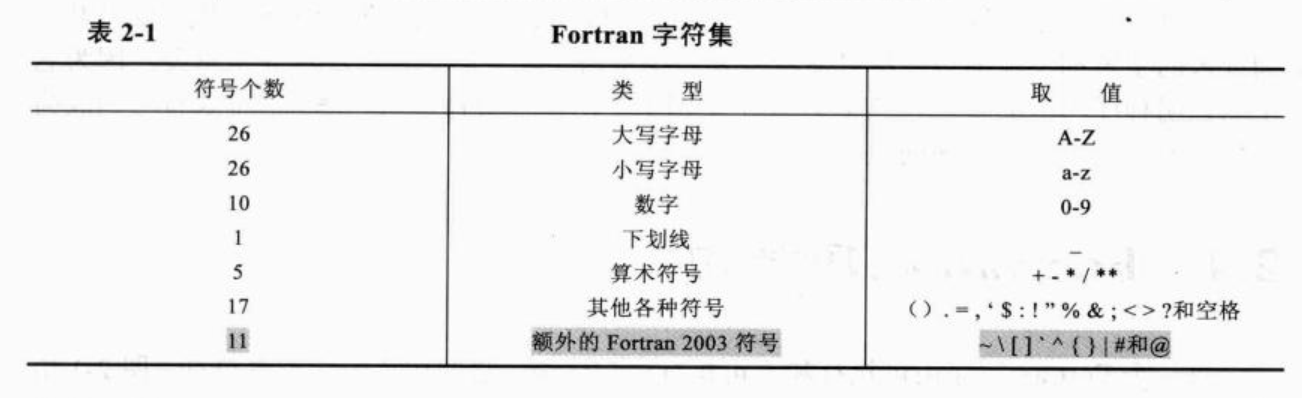 表 2-1 Fortran 字符集
符号个数 类 型 取 值
26 大写字母 A-Z
26 小写字母 a-z
10 数字 0-9
1 下划线 _
5 算术符号 + - * / **
17 其他各种符号 （）. = , ‘ $ : ! ” % & ; < > ?和空格
11 额外的 Fortran 2003 符号 ~ \ [ ] ` ^ { } | #和@